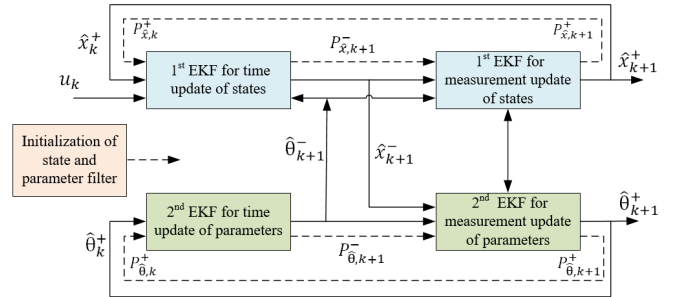 P⁺x̂,k
P⁻x̂,k+1
P⁺x̂,k+1
x̂⁺k
1st EKF for time
update of states
1st EKF for
measurement update
of states
x̂⁺k+1
uk
Initialization of
state and
parameter filter
θ̂⁻k+1
x̂⁻k+1
2nd EKF for time
update of parameters
2nd EKF for
measurement update
of parameters
θ̂⁺k+1
θ̂⁺k
P⁺θ̂,k
P⁻θ̂,k+1
P⁺θ̂,k+1